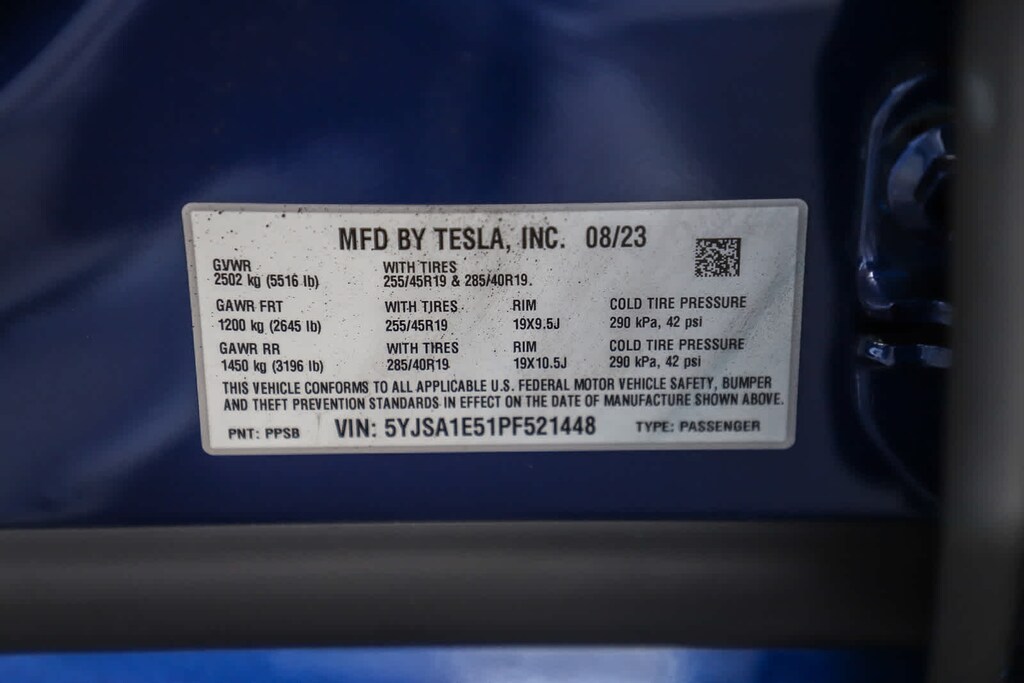 MFD BY TESLA, INC. 08/23
GVWR WITH TIRES
2502 kg (5516 lb) 255/45R19 & 285/40R19.
GAWR FRT WITH TIRES RIM COLD TIRE PRESSURE
1200 kg (2645 lb) 255/45R19 19X9.5J 290 kPa, 42 psi
GAWR RR WITH TIRES RIM COLD TIRE PRESSURE
1450 kg (3196 lb) 285/40R19 19X10.5J 290 kPa, 42 psi
THIS VEHICLE CONFORMS TO ALL APPLICABLE U.S. FEDERAL MOTOR VEHICLE SAFETY, BUMPER
AND THEFT PREVENTION STANDARDS IN EFFECT ON THE DATE OF MANUFACTURE SHOWN ABOVE.
PNT: PPSB VIN: 5YJSA1E51PF521448 TYPE: PASSENGER